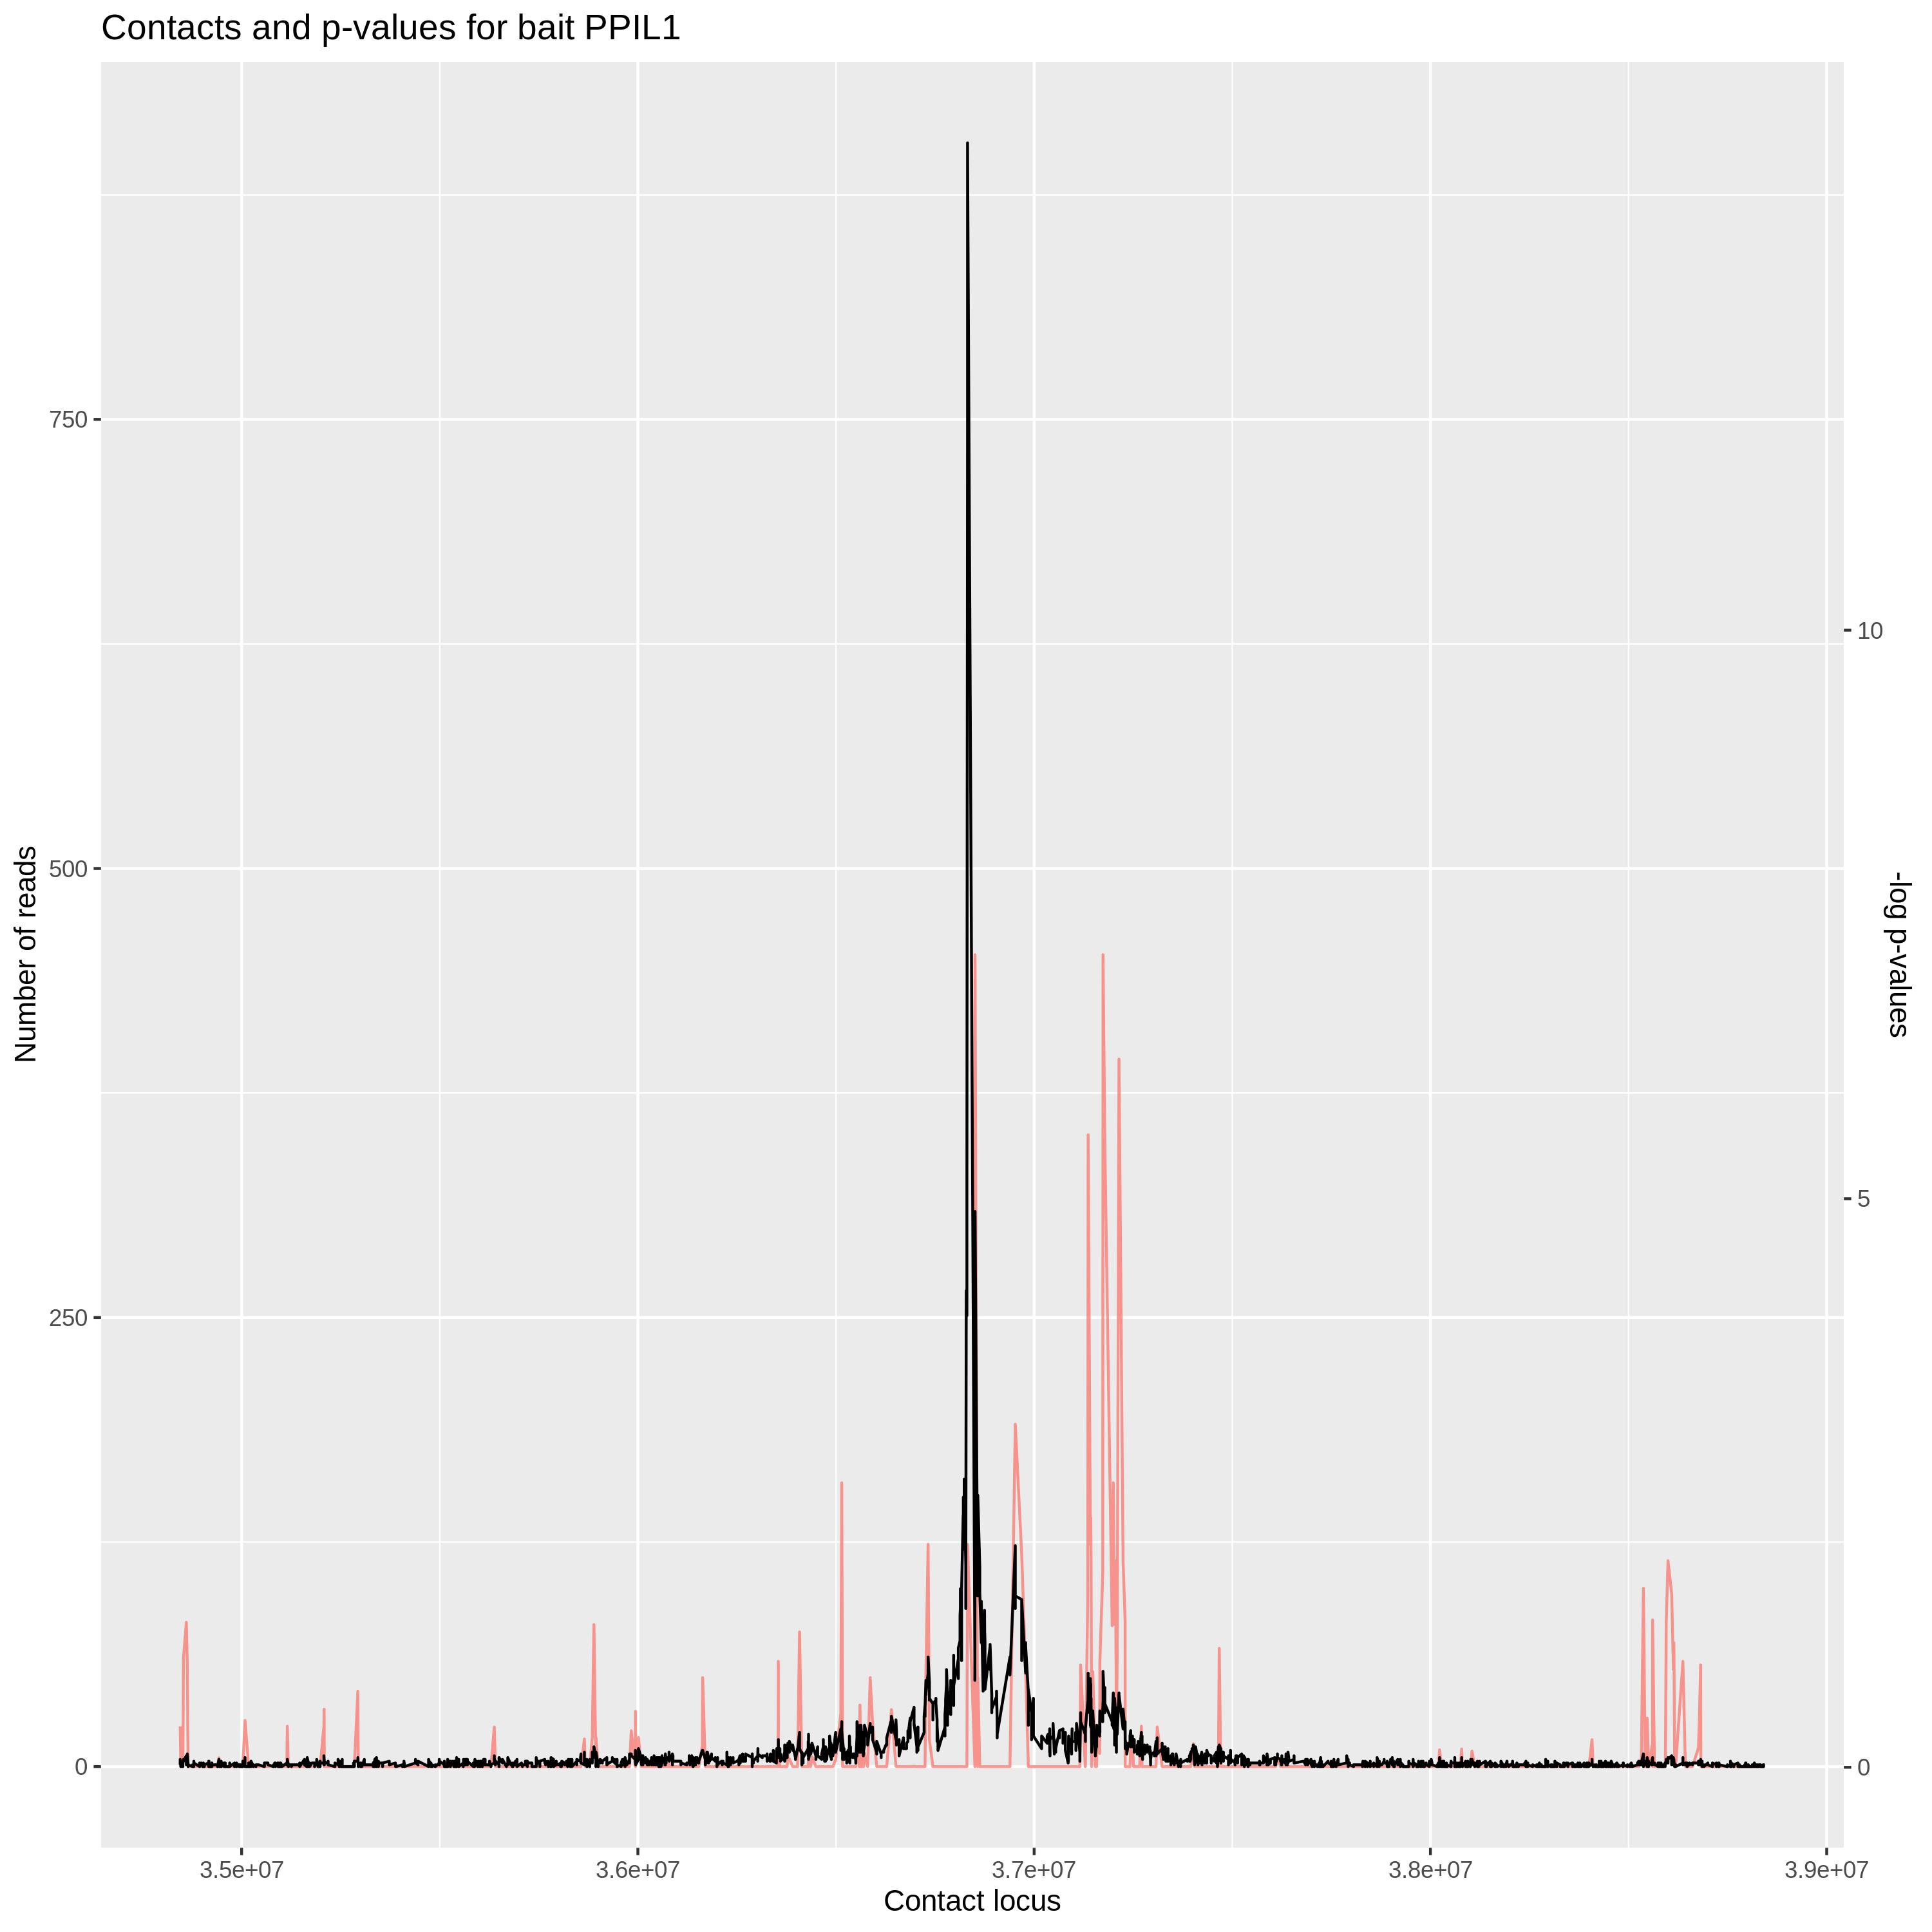 Contacts and p-values for bait PPIL1
Number of reads
750
500
250
0
10
5
0
-log p-values
3.5e+07 3.6e+07 3.7e+07 3.8e+07 3.9e+07
Contact locus